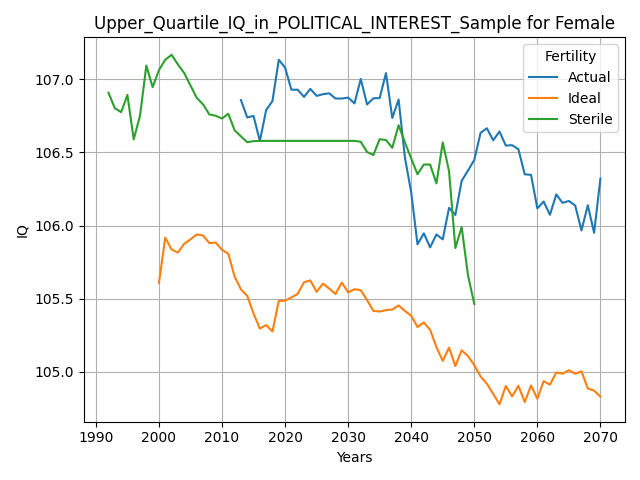 Upper_Quartile_IQ_in_POLITICAL_INTEREST_Sample for Female
Fertility
Actual
Ideal
Sterile
IQ
107.0
106.5
106.0
105.5
105.0
1990 2000 2010 2020 2030 2040 2050 2060 2070
Years